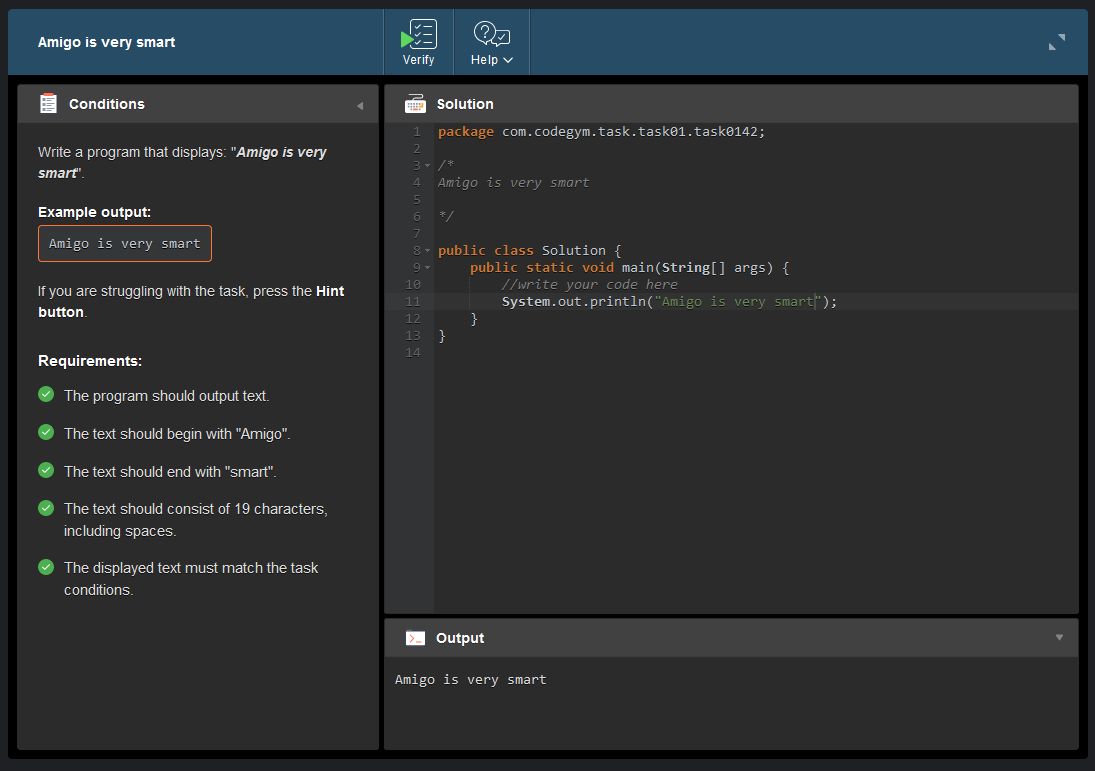 Amigo is very smart
Verify
Help
Conditions
Write a program that displays: "Amigo is very
smart".
Example output:
Amigo is very smart
If you are struggling with the task, press the Hint
button.
Requirements:
The program should output text.
The text should begin with "Amigo".
The text should end with "smart".
The text should consist of 19 characters,
including spaces.
The displayed text must match the task
conditions.
Solution
1 package com.codegym.task.task01.task0142;
2
3 /*
4 Amigo is very smart
5
6 */
7
8 public class Solution {
9     public static void main(String[] args) {
10         //write your code here
11         System.out.println("Amigo is very smart");
12     }
13 }
14
Output
Amigo is very smart